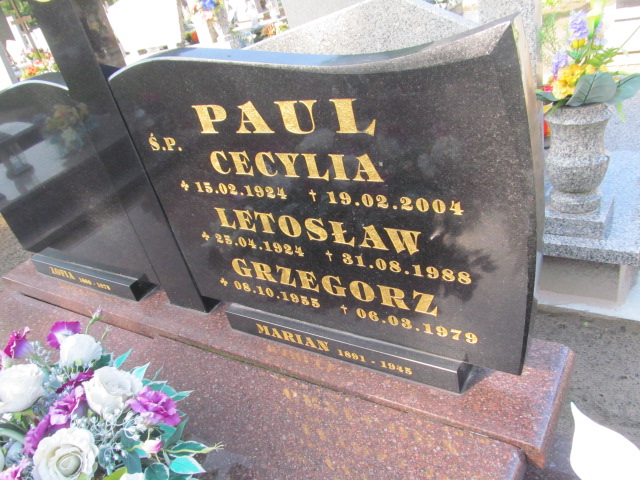 PAUL
Ś.P.
CECYLIA
15.02.1924 † 19.02.2004
LETOSŁAW
25.04.1924 † 31.08.1988
GRZEGORZ
08.10.1955 † 06.03.1979
MARIAN 1891 - 1945
ZOFIA